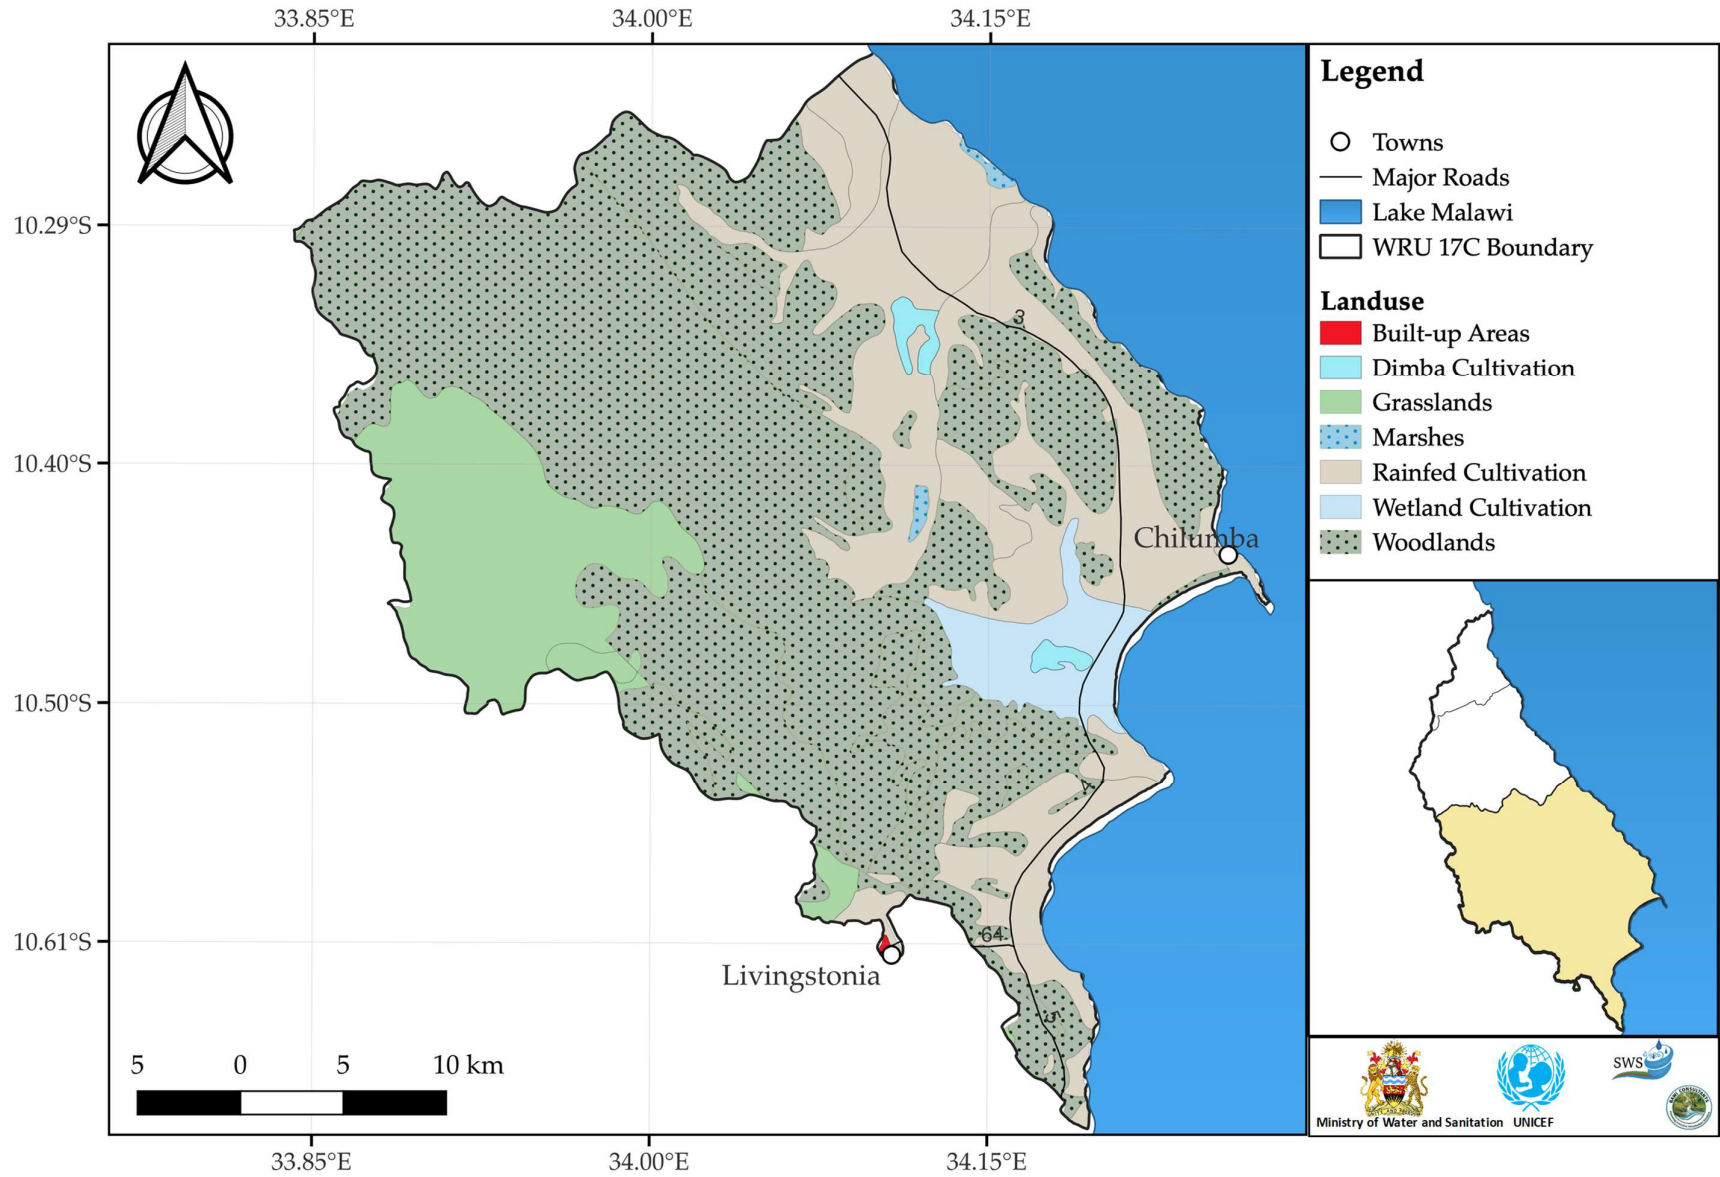 33.85°E 34.00°E 34.15°E
10.29°S
10.40°S
10.50°S
10.61°S
3
Chilumba
4
64
Livingstonia
5
5 0 5 10 km
33.85°E 34.00°E 34.15°E
Legend
Towns
Major Roads
Lake Malawi
WRU 17C Boundary
Landuse
Built-up Areas
Dimba Cultivation
Grasslands
Marshes
Rainfed Cultivation
Wetland Cultivation
Woodlands
SWS
Ministry of Water and Sanitation UNICEF